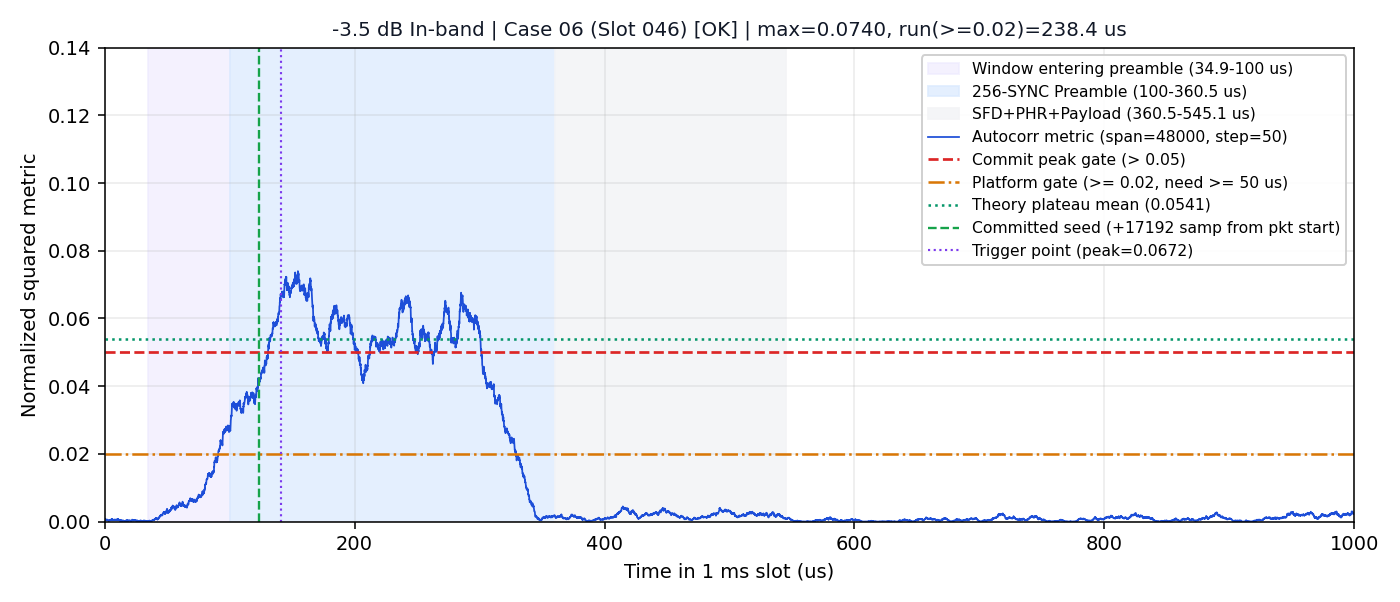 -3.5 dB In-band | Case 06 (Slot 046) [OK] | max=0.0740, run(>=0.02)=238.4 us
Normalized squared metric
0.14
0.12
0.10
0.08
0.06
0.04
0.02
0.00
Window entering preamble (34.9-100 us)
256-SYNC Preamble (100-360.5 us)
SFD+PHR+Payload (360.5-545.1 us)
Autocorr metric (span=48000, step=50)
Commit peak gate (> 0.05)
Platform gate (>= 0.02, need >= 50 us)
Theory plateau mean (0.0541)
Committed seed (+17192 samp from pkt start)
Trigger point (peak=0.0672)
0 200 400 600 800 1000
Time in 1 ms slot (us)